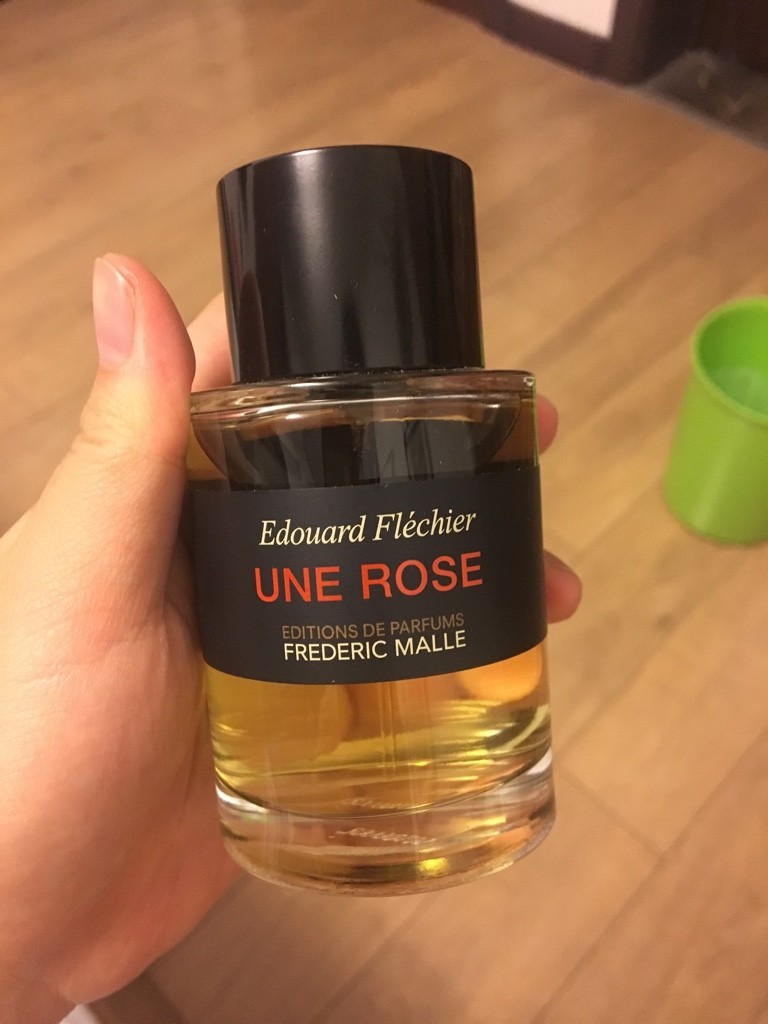 Edouard Fléchier
UNE ROSE
EDITIONS DE PARFUMS
FREDERIC MALLE